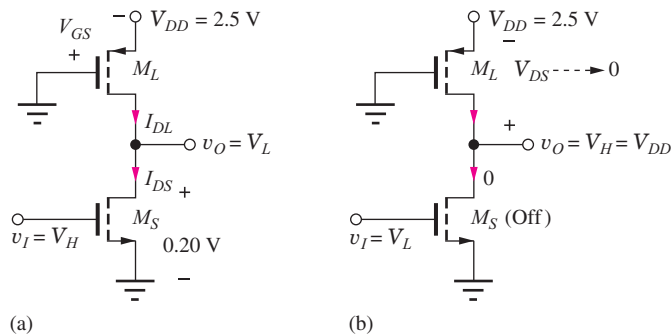 − V_DD = 2.5 V
V_GS
+
M_L
I_DL
v_O = V_L
I_DS +
M_S
v_I = V_H
0.20 V
−
(a)
V_DD = 2.5 V
−
M_L V_DS 0
+
v_O = V_H = V_DD
0
M_S (Off)
v_I = V_L
(b)